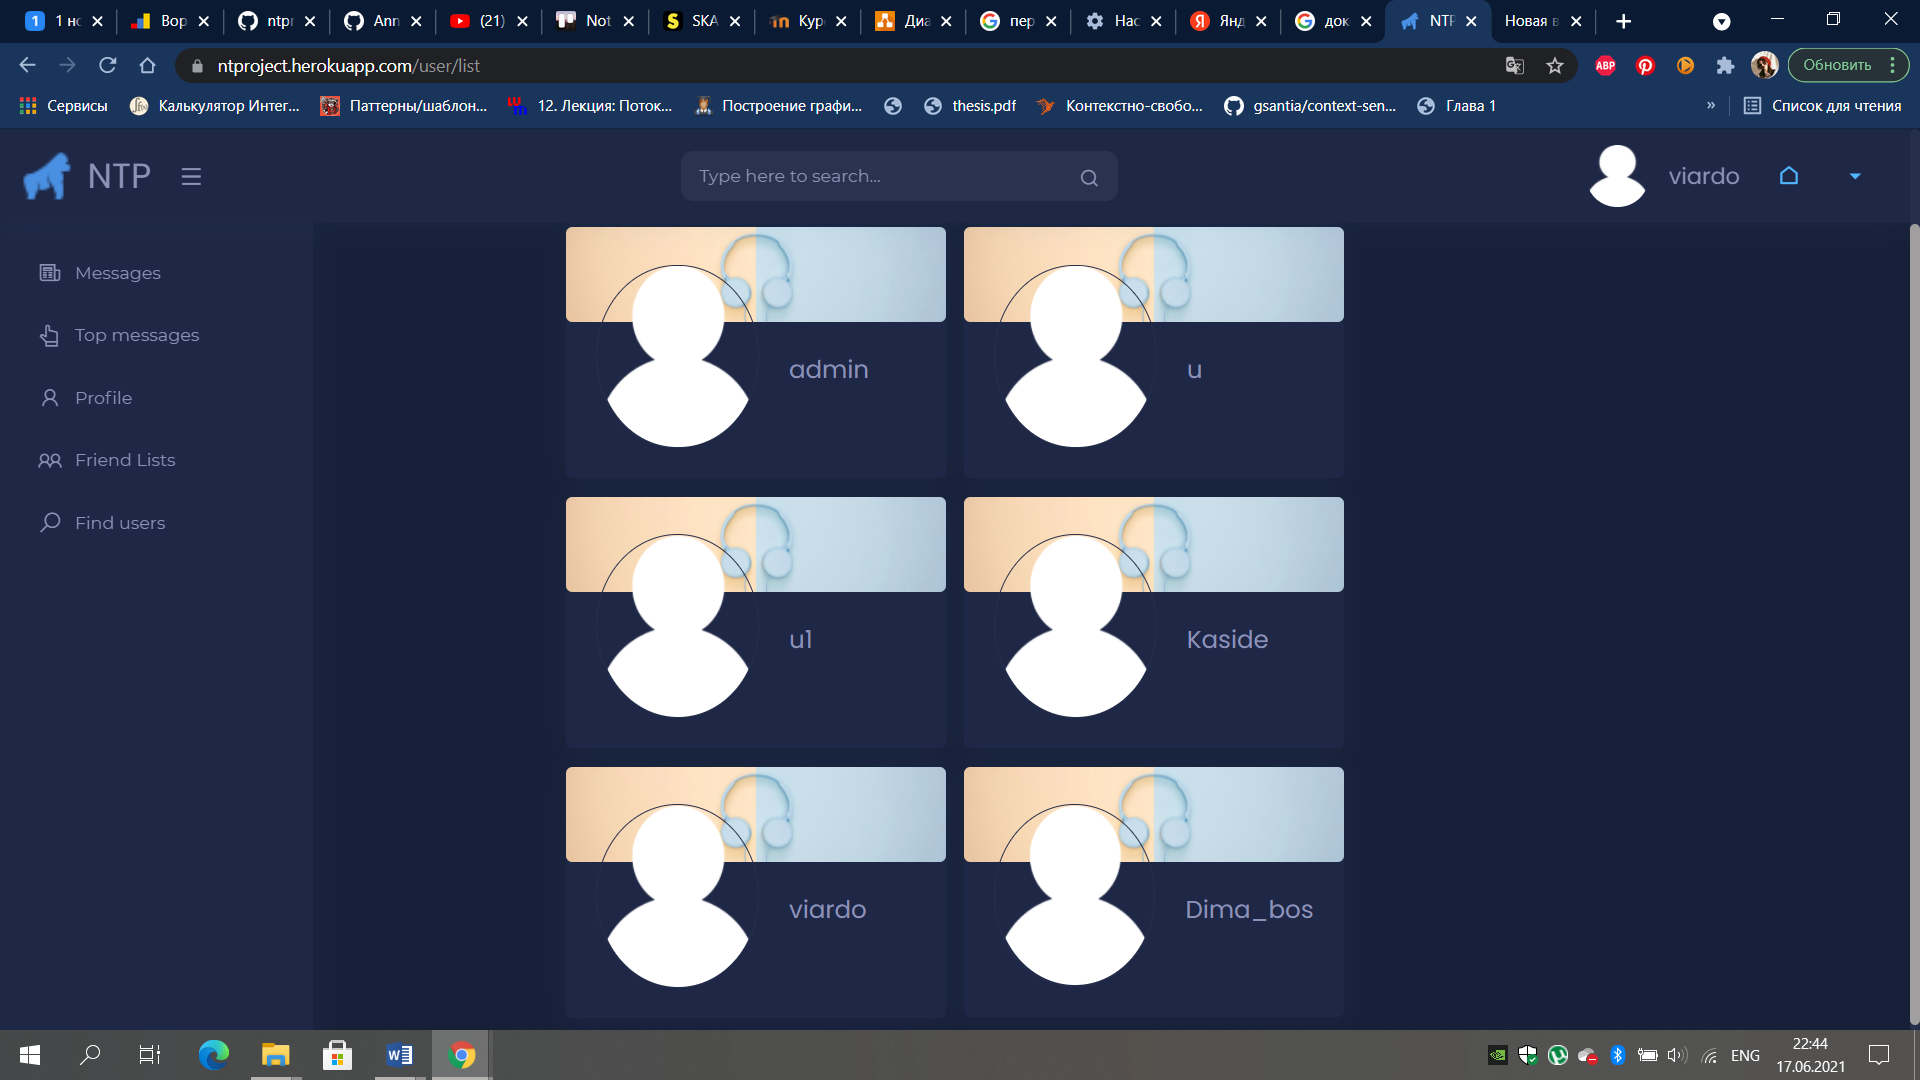 1 нс
Вор
ntpr
Ann
(21)
Not
SKA
Кур
Диа
пер
Нас
Янд
док
NTP
Новая в
ntproject.herokuapp.com/user/list
ABP
Обновить
Сервисы
Калькулятор Интег...
Паттерны/шаблон...
12. Лекция: Поток...
Построение графи...
thesis.pdf
Контекстно-свобо...
gsantia/context-sen...
Глава 1
»
Список для чтения
NTP
Type here to search...
viardo
Messages
Top messages
Profile
Friend Lists
Find users
admin
u
u1
Kaside
viardo
Dima_bos
ENG
22:44
17.06.2021